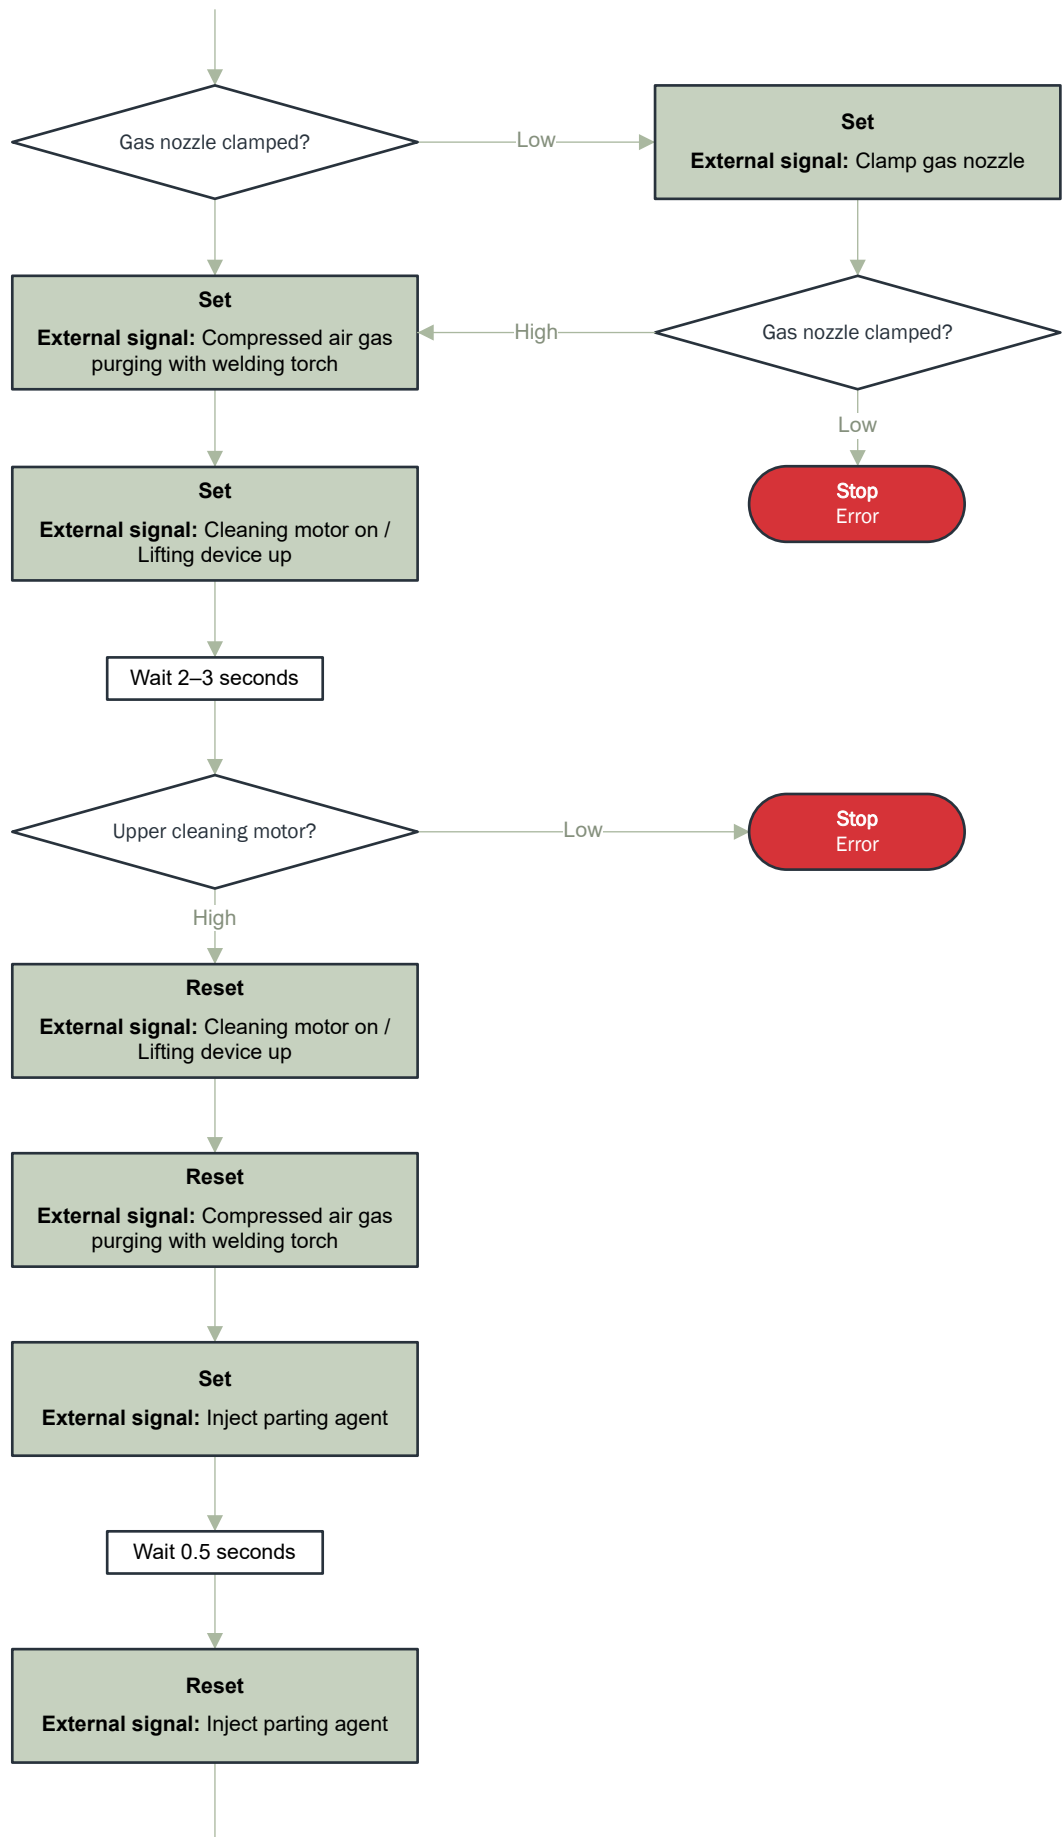 Gas nozzle clamped?
Low
Set
External signal: Clamp gas nozzle
Set
External signal: Compressed air gas
purging with welding torch
High
Gas nozzle clamped?
Low
Stop
Error
Set
External signal: Cleaning motor on /
Lifting device up
Wait 2–3 seconds
Upper cleaning motor?
Low
Stop
Error
High
Reset
External signal: Cleaning motor on /
Lifting device up
Reset
External signal: Compressed air gas
purging with welding torch
Set
External signal: Inject parting agent
Wait 0.5 seconds
Reset
External signal: Inject parting agent